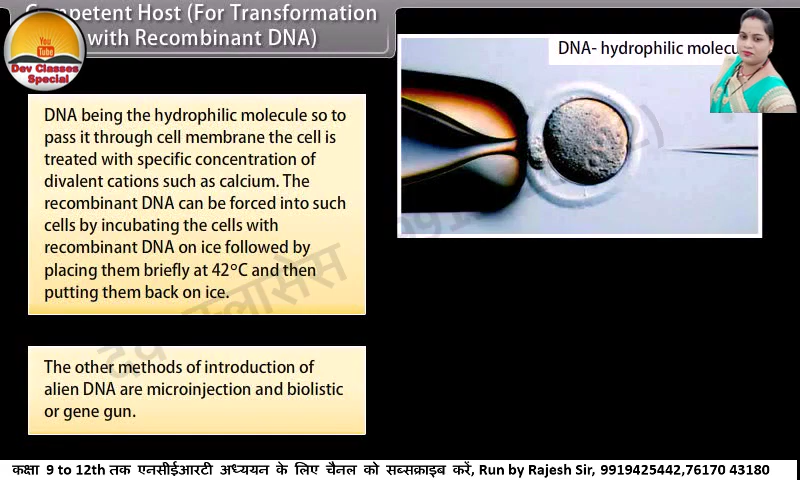 Competent Host (For Transformation
with Recombinant DNA)
You
Tube
Dev Classes
Special
DNA- hydrophilic molecu
DNA being the hydrophilic molecule so to
pass it through cell membrane the cell is
treated with specific concentration of
divalent cations such as calcium. The
recombinant DNA can be forced into such
cells by incubating the cells with
recombinant DNA on ice followed by
placing them briefly at 42ºC and then
putting them back on ice.
The other methods of introduction of
alien DNA are microinjection and biolistic
or gene gun.
कक्षा 9 to 12th तक एनसीईआरटी अध्ययन के लिए चैनल को सब्सक्राइब करें, Run by Rajesh Sir, 9919425442,76170 43180